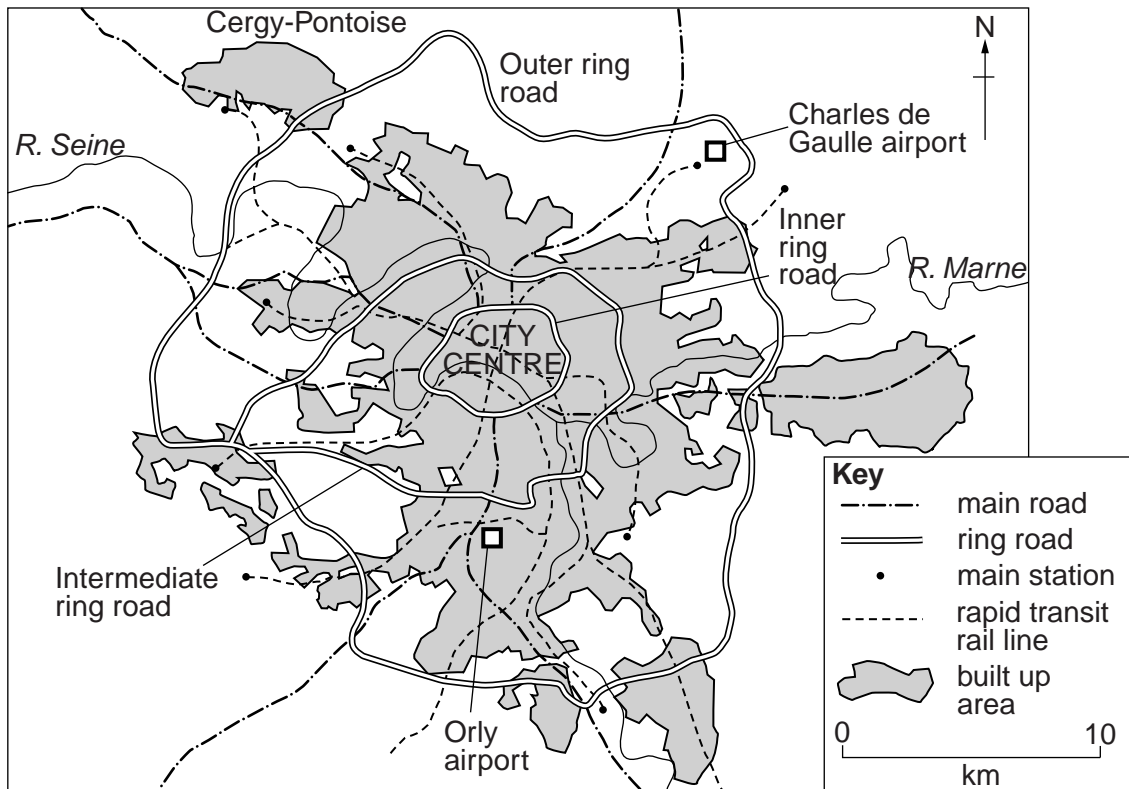 Cergy-Pontoise
N
Outer ring
road
Charles de
Gaulle airport
R. Seine
Inner
ring
road
R. Marne
CITY
CENTRE
Intermediate
ring road
Orly
airport
Key
main road
ring road
main station
rapid transit
rail line
built up
area
0 10
km